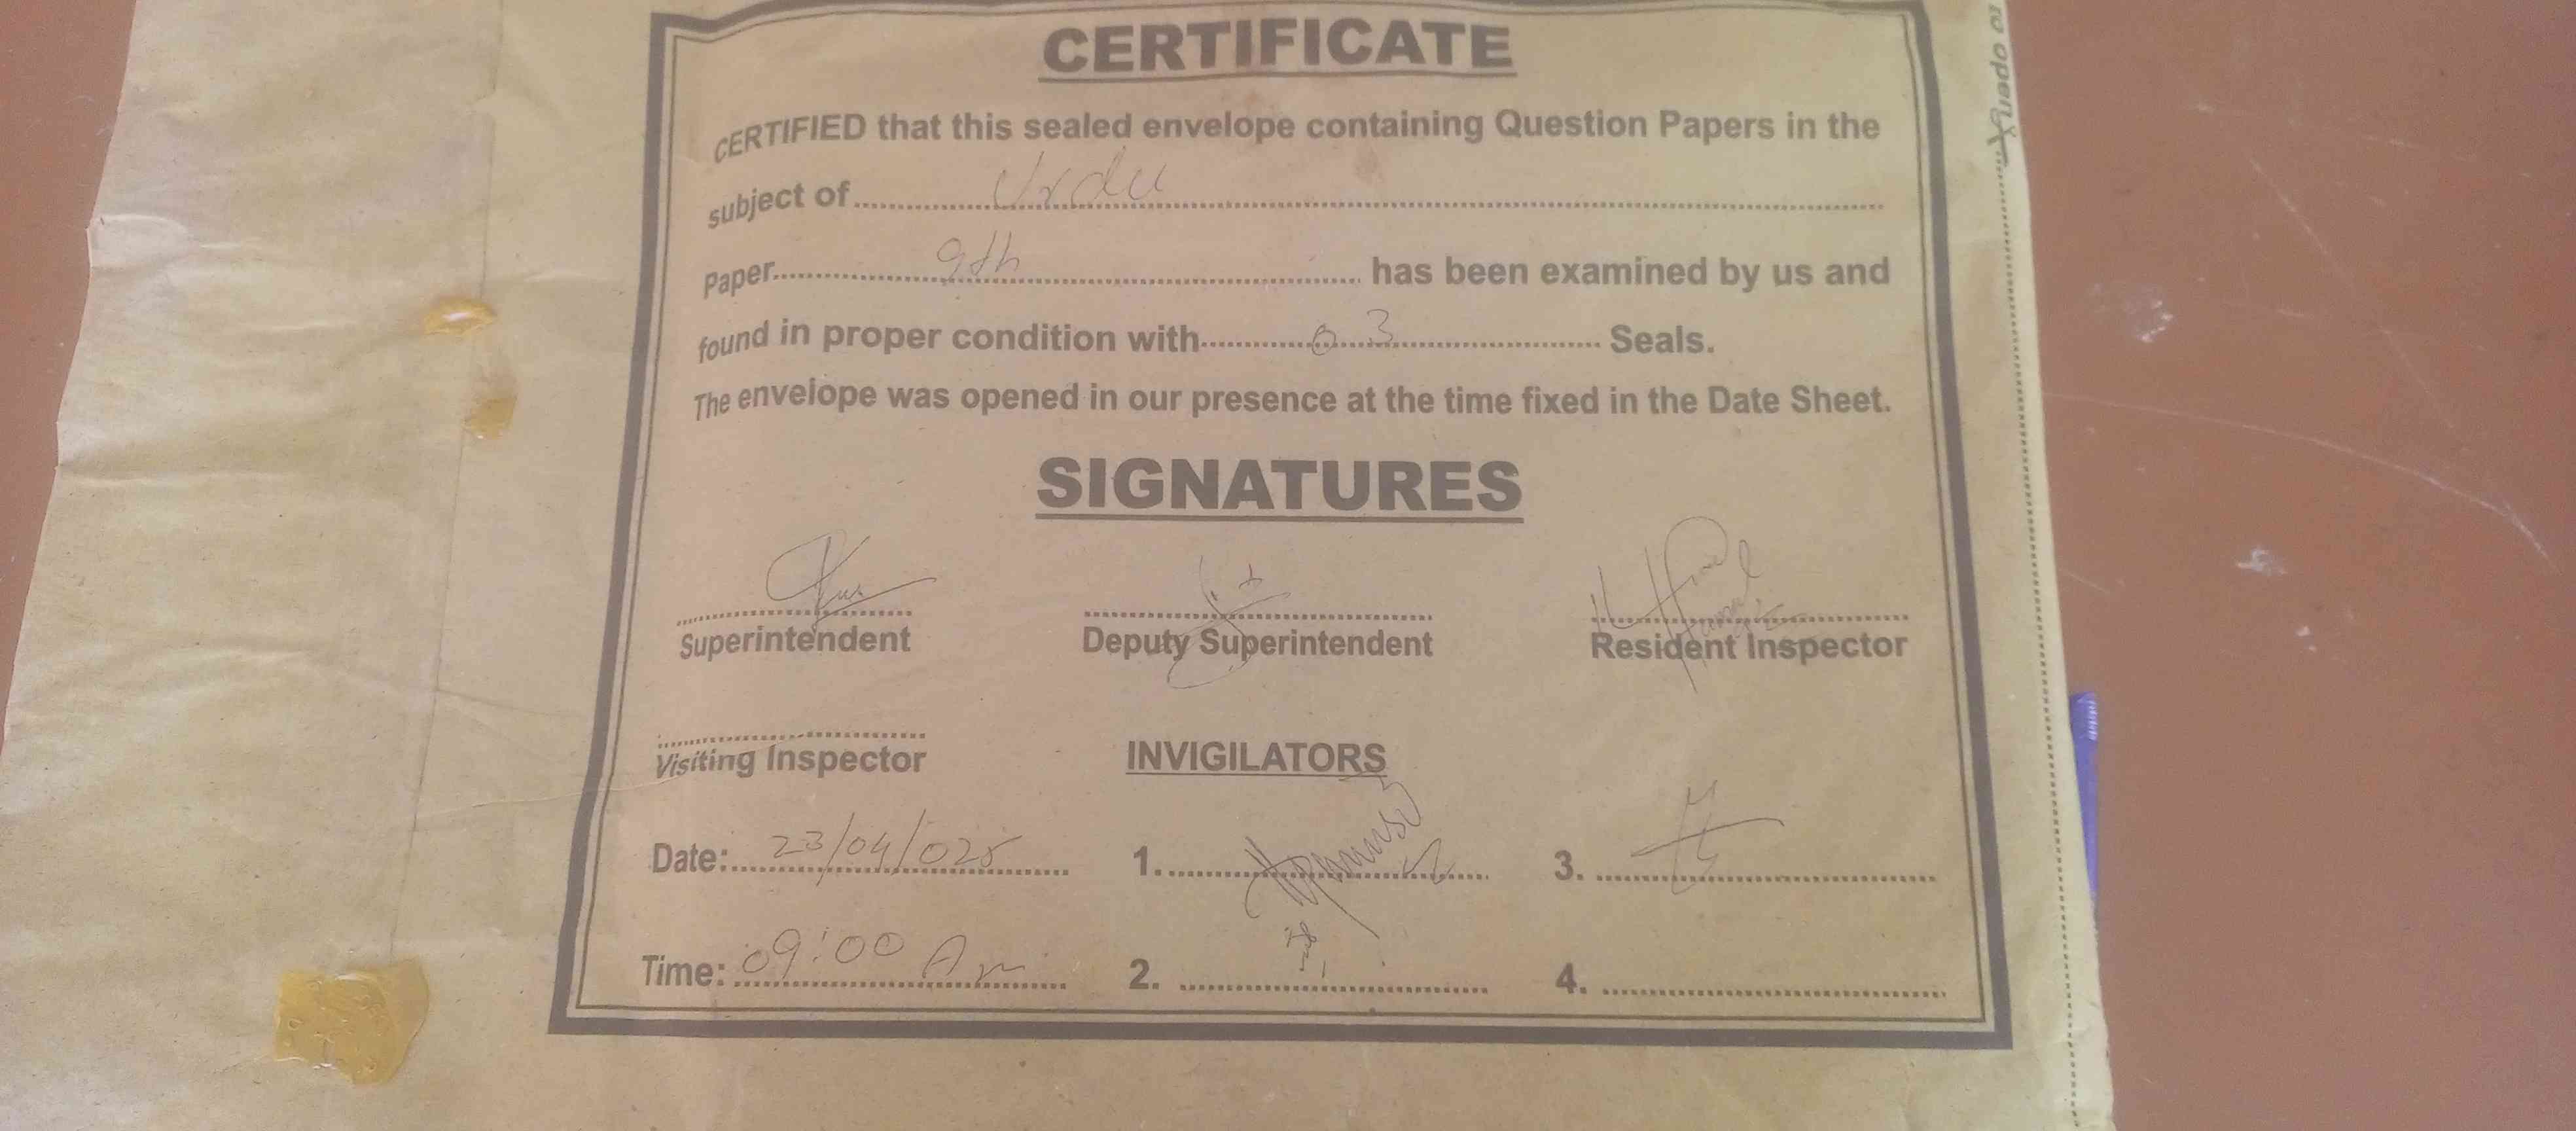 CERTIFICATE
CERTIFIED that this sealed envelope containing Question Papers in the
subject of Urdu
Paper 9th has been examined by us and
found in proper condition with 03 Seals.
The envelope was opened in our presence at the time fixed in the Date Sheet.
SIGNATURES
Superintendent Deputy Superintendent Resident Inspector
Visiting Inspector INVIGILATORS
Date: 23/04/025 1. 3.
Time: 09:00 Am 2. 4.
to open